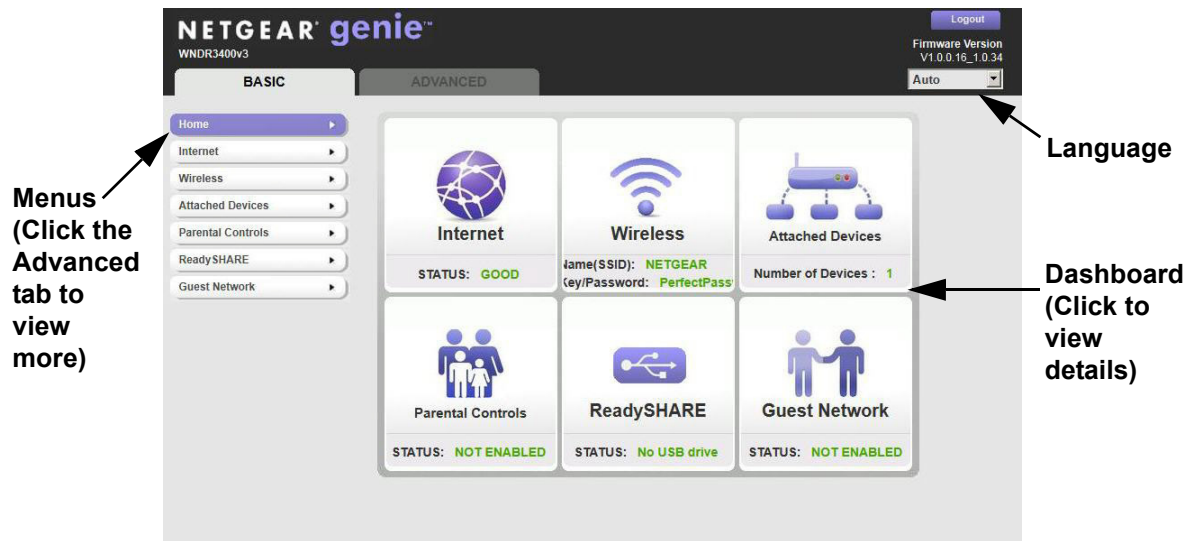 NETGEAR® genie™
WNDR3400v3
Logout
Firmware Version
V1.0.0.16_1.0.34
Auto
BASIC
ADVANCED
Home
Internet
Wireless
Attached Devices
Parental Controls
ReadySHARE
Guest Network
Internet
STATUS: GOOD
Wireless
Name(SSID): NETGEAR
Key/Password: PerfectPass
Attached Devices
Number of Devices : 1
Parental Controls
STATUS: NOT ENABLED
ReadySHARE
STATUS: No USB drive
Guest Network
STATUS: NOT ENABLED
Menus
(Click the
Advanced
tab to
view
more)
Language
Dashboard
(Click to
view
details)